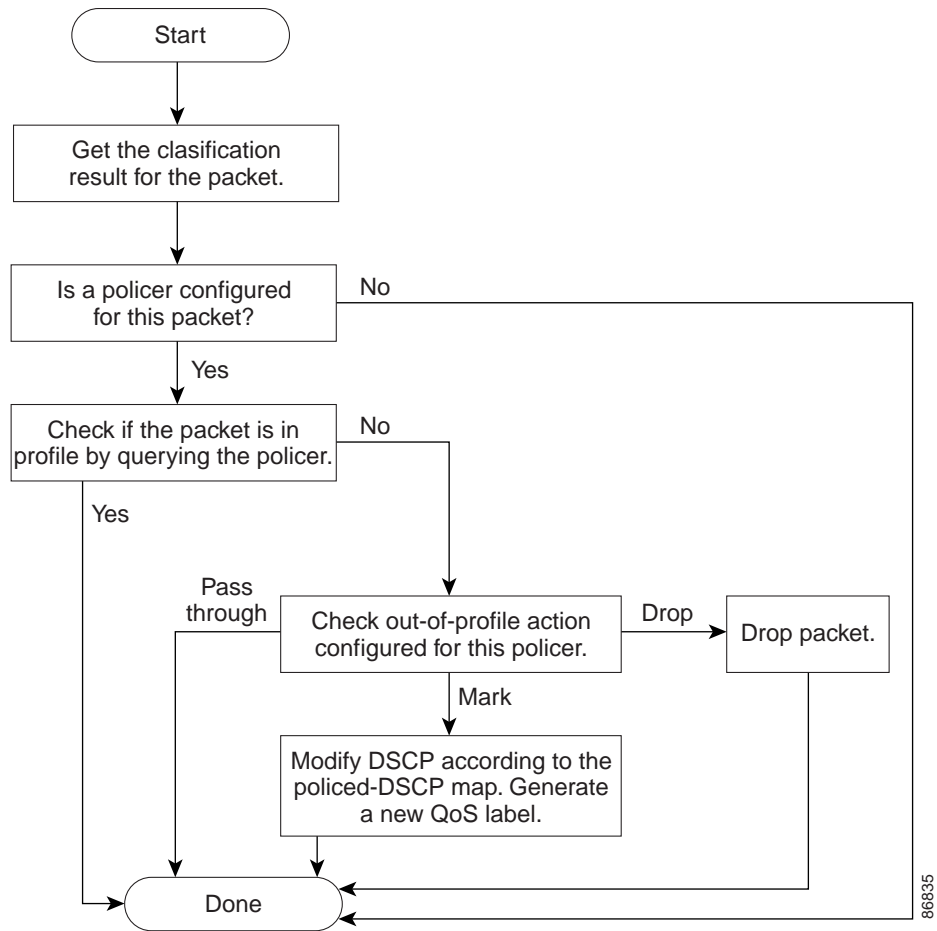 Start
Get the clasification
result for the packet.
Is a policer configured
for this packet?
No
Yes
Check if the packet is in
profile by querying the policer.
No
Yes
Pass
through
Check out-of-profile action
configured for this policer.
Drop
Drop packet.
Mark
Modify DSCP according to the
policed-DSCP map. Generate
a new QoS label.
Done
86835